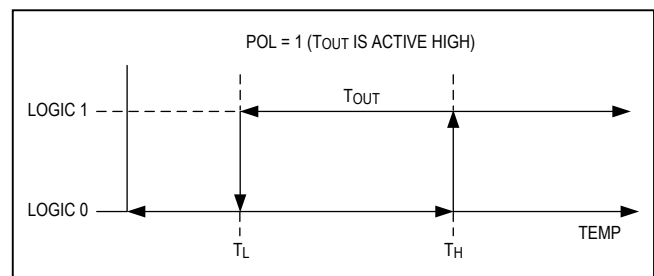 POL = 1 (TOUT IS ACTIVE HIGH)
TOUT
LOGIC 1
LOGIC 0
TEMP
TL
TH